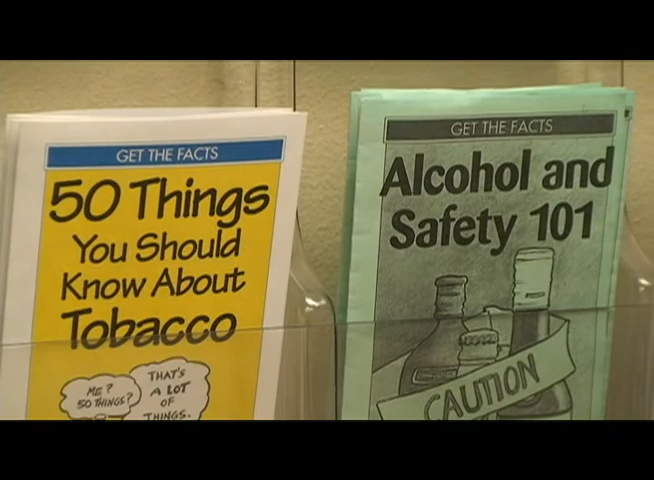 GET THE FACTS
50 Things
You Should
Know About
Tobacco
ME?
50 THINGS?
THAT'S
A LOT
OF
THINGS.
GET THE FACTS
Alcohol and
Safety 101
CAUTION